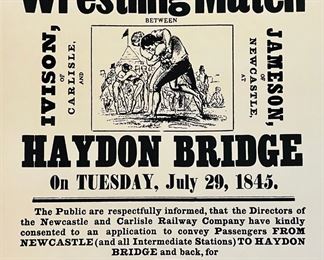 Wrestling Match
BETWEEN
IVISON,
OF
CARLISLE,
AND
JAMESON,
OF
NEWCASTLE,
AT
HAYDON BRIDGE
On TUESDAY, July 29, 1845.
The Public are respectfully informed, that the Directors of
the Newcastle and Carlisle Railway Company have kindly
consented to an application to convey Passengers FROM
NEWCASTLE (and all Intermediate Stations) TO HAYDON
BRIDGE and back, for